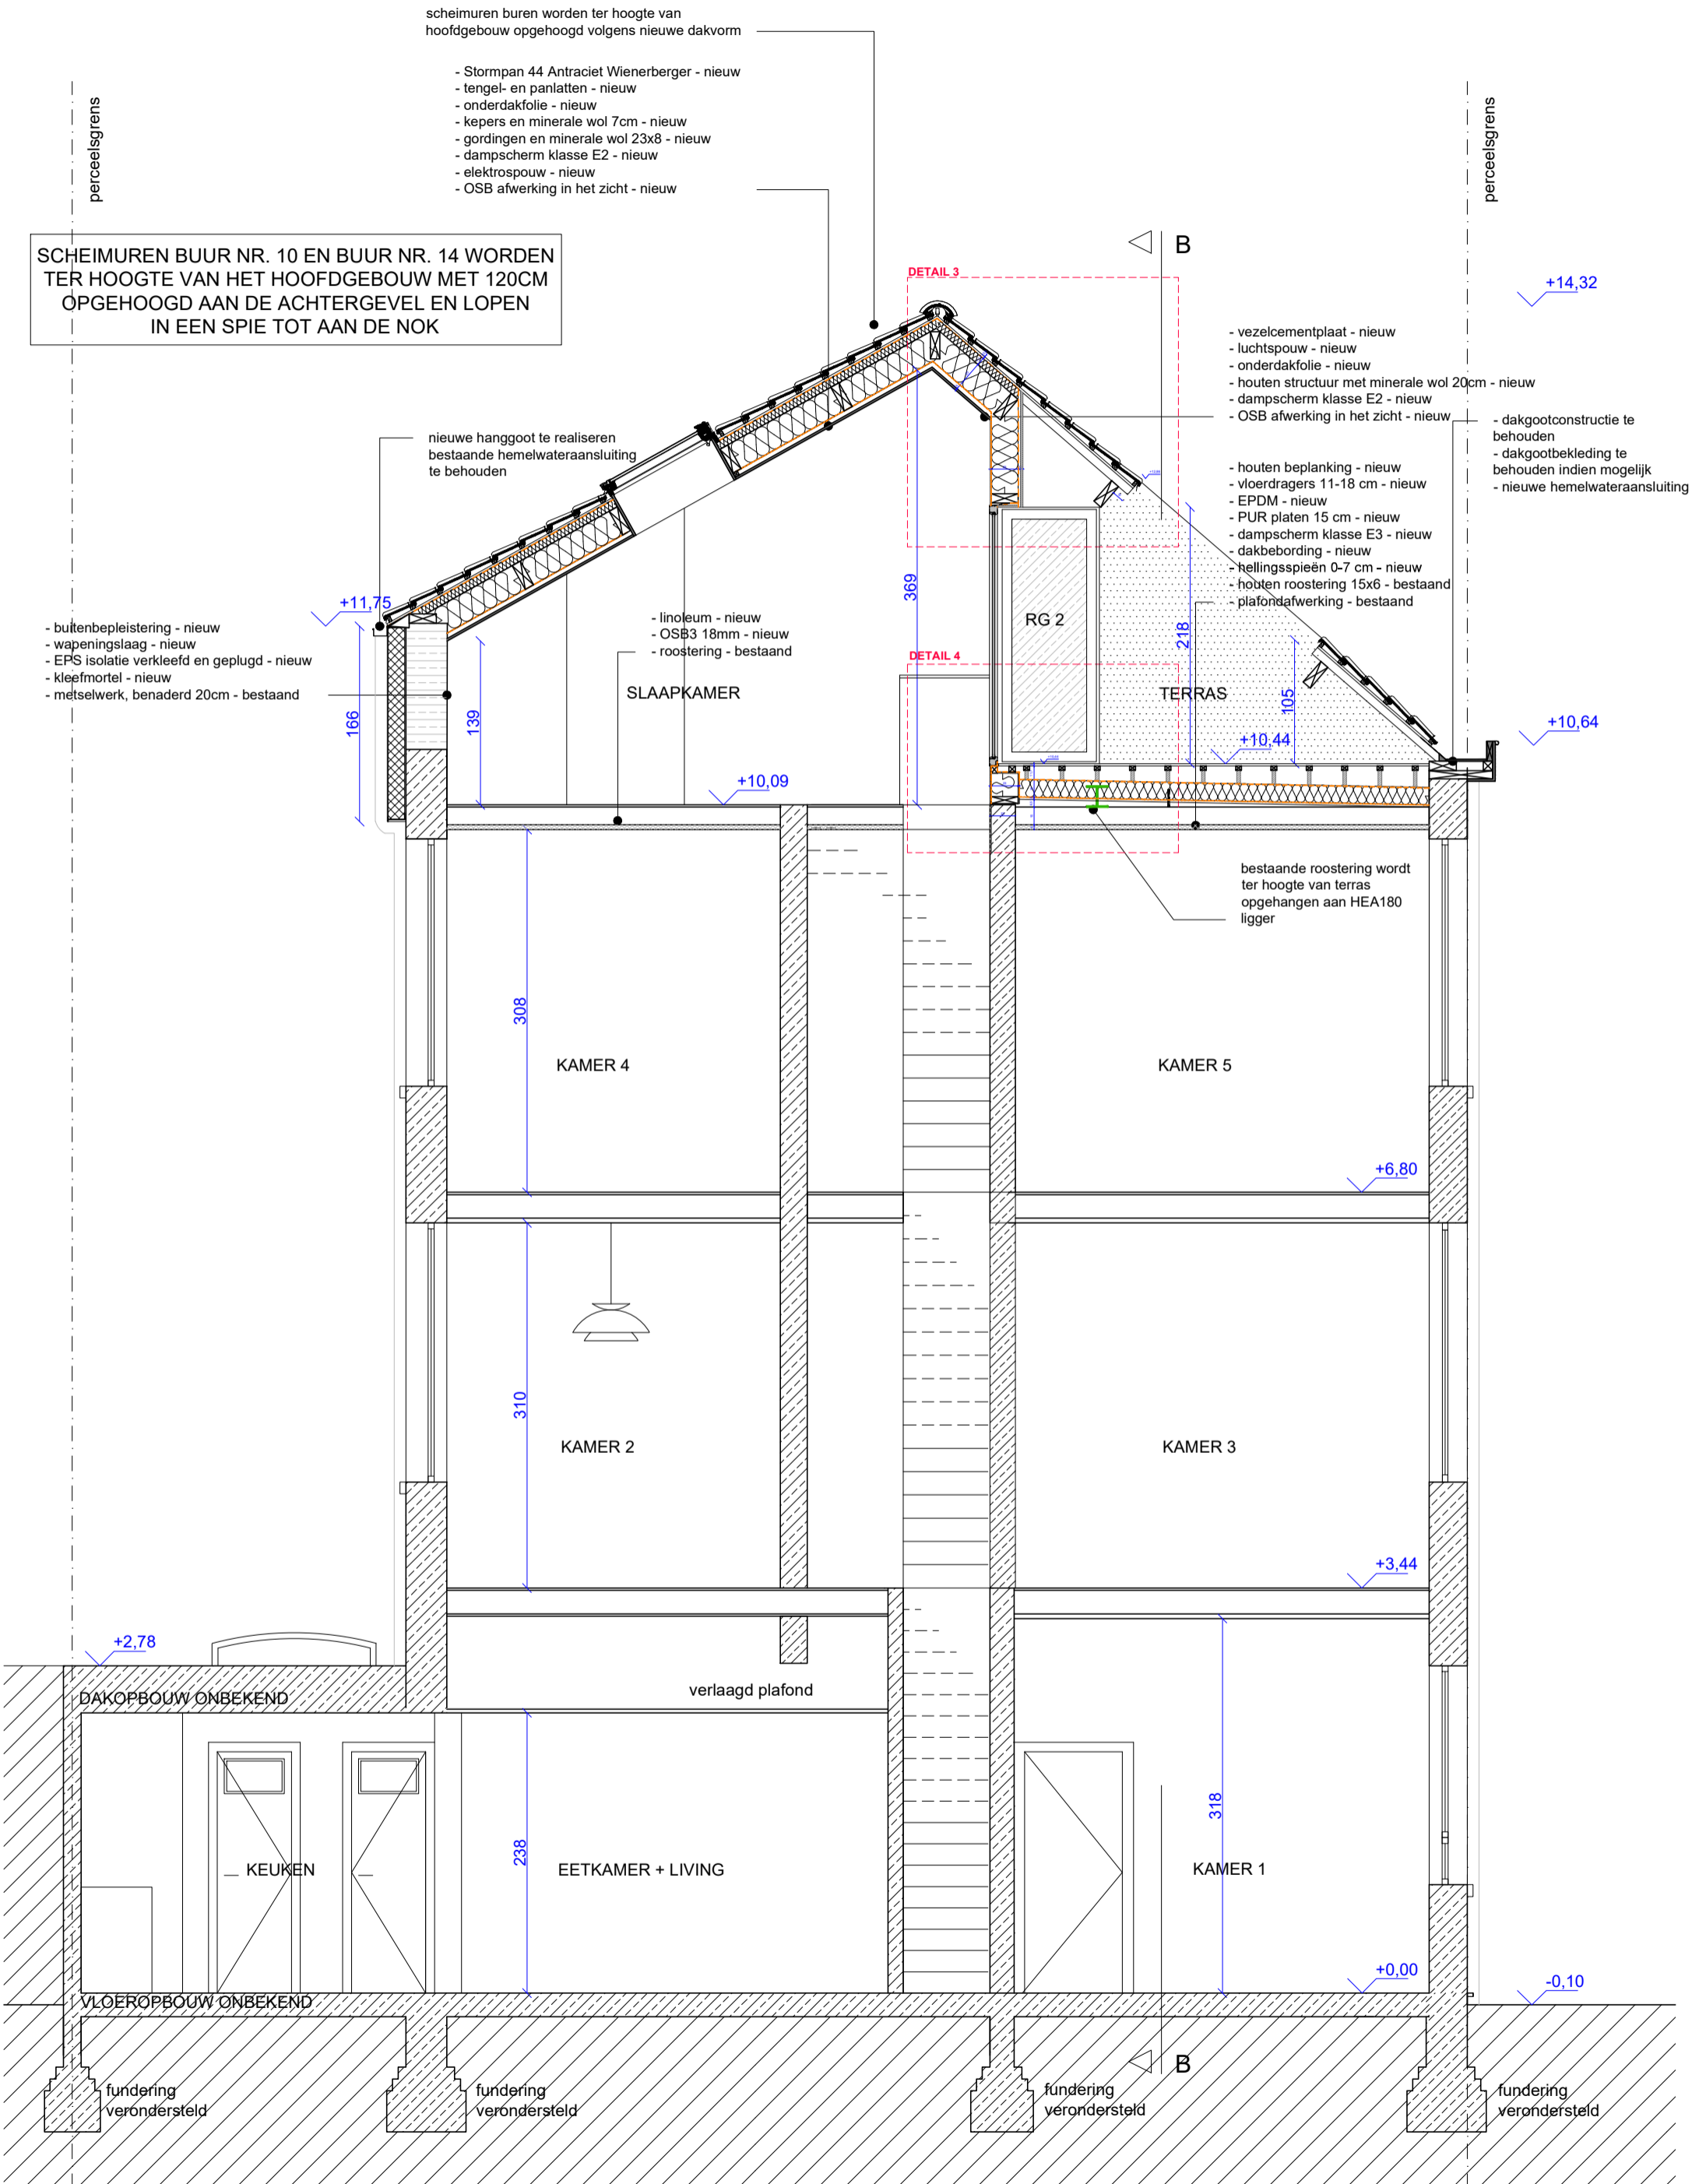 scheimuren buren worden ter hoogte van
hoofdgebouw opgehoogd volgens nieuwe dakvorm
- Stormpan 44 Antraciet Wienerberger - nieuw
- tengel- en panlatten - nieuw
- onderdakfolie - nieuw
- kepers en minerale wol 7cm - nieuw
- gordingen en minerale wol 23x8 - nieuw
- dampscherm klasse E2 - nieuw
- elektrospouw - nieuw
- OSB afwerking in het zicht - nieuw
perceelsgrens
perceelsgrens
SCHEIMUREN BUUR NR. 10 EN BUUR NR. 14 WORDEN
TER HOOGTE VAN HET HOOFDGEBOUW MET 120CM
OPGEHOOGD AAN DE ACHTERGEVEL EN LOPEN
IN EEN SPIE TOT AAN DE NOK
B
DETAIL 3
+14,32
- vezelcementplaat - nieuw
- luchtspouw - nieuw
- onderdakfolie - nieuw
- houten structuur met minerale wol 20cm - nieuw
- dampscherm klasse E2 - nieuw
- OSB afwerking in het zicht - nieuw
- dakgootconstructie te
behouden
- dakgootbekleding te
behouden indien mogelijk
- nieuwe hemelwateraansluiting
nieuwe hanggoot te realiseren
bestaande hemelwateraansluiting
te behouden
- houten beplanking - nieuw
- vloerdragers 11-18 cm - nieuw
- EPDM - nieuw
- PUR platen 15 cm - nieuw
- dampscherm klasse E3 - nieuw
- dakbebording - nieuw
- hellingsspieën 0-7 cm - nieuw
- houten roostering 15x6 - bestaand
- plafondafwerking - bestaand
+11,75
- buitenbepleistering - nieuw
- wapeningslaag - nieuw
- EPS isolatie verkleefd en geplugd - nieuw
- kleefmortel - nieuw
- metselwerk, benaderd 20cm - bestaand
- linoleum - nieuw
- OSB3 18mm - nieuw
- roostering - bestaand
369
RG 2
218
DETAIL 4
SLAAPKAMER
TERRAS
166
139
105
+10,64
+10,44
+10,09
bestaande roostering wordt
ter hoogte van terras
opgehangen aan HEA180
ligger
308
KAMER 4
KAMER 5
+6,80
310
KAMER 2
KAMER 3
+3,44
+2,78
DAKOPBOUW ONBEKEND
verlaagd plafond
238
318
KEUKEN
EETKAMER + LIVING
KAMER 1
+0,00
-0,10
VLOEROPBOUW ONBEKEND
B
fundering
verondersteld
fundering
verondersteld
fundering
verondersteld
fundering
verondersteld